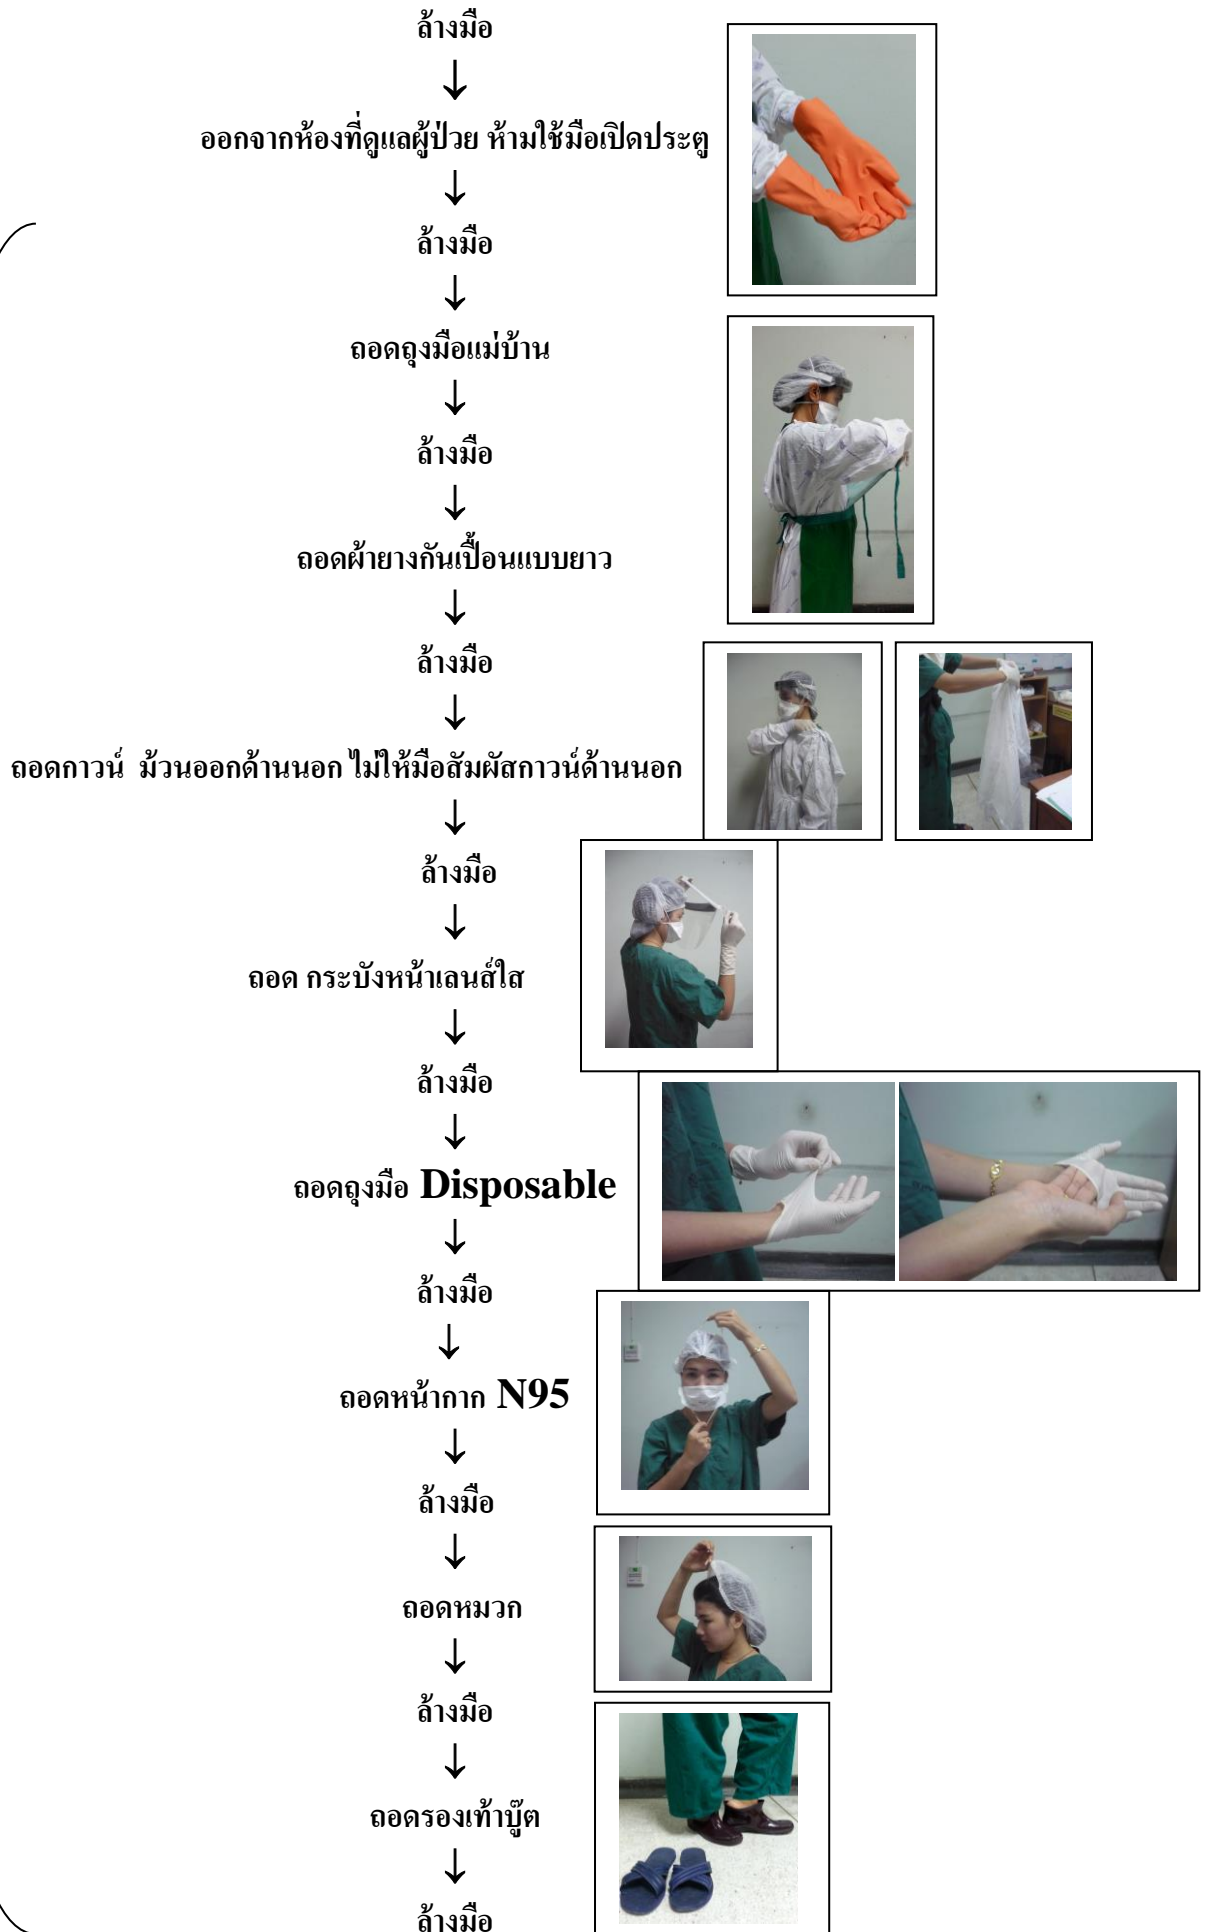 ล้างมือ
↓
ออกจากห้องที่ดูแลผู้ป่วย ห้ามใช้มือเปิดประตู
↓
ล้างมือ
↓
ถอดถุงมือแม่บ้าน
↓
ล้างมือ
↓
ถอดผ้ายางกันเปื้อนแบบยาว
↓
ล้างมือ
↓
ถอดกาวน์ ม้วนออกด้านนอก ไม่ให้มือสัมผัสกาวน์ด้านนอก
↓
ล้างมือ
↓
ถอด กระบังหน้าเลนส์ใส
↓
ล้างมือ
↓
ถอดถุงมือ Disposable
↓
ล้างมือ
↓
ถอดหน้ากาก N95
↓
ล้างมือ
↓
ถอดหมวก
↓
ล้างมือ
↓
ถอดรองเท้าบู๊ต
↓
ล้างมือ